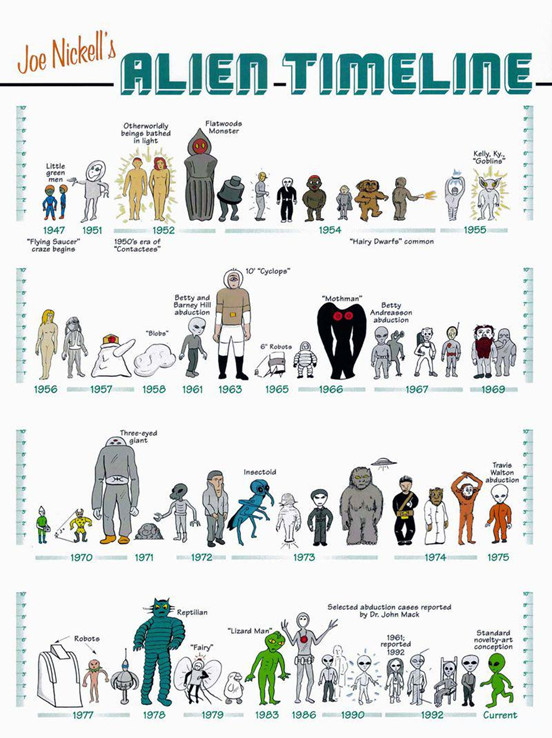 Joe Nickell's
ALIEN TIMELINE
Little
green
men
Otherworldly
beings bathed
in light
Flatwoods
Monster
Kelly, Ky.,
"Goblins"
1947
1951
1952
1954
1955
"Flying Saucer"
craze begins
1950's era of
"Contactees"
"Hairy Dwarfs" common
10' "Cyclops"
Betty and
Barney Hill
abduction
"Mothman"
Betty
Andreasson
abduction
"Blobs"
6" Robots
1956
1957
1958
1961
1963
1965
1966
1967
1969
Three-eyed
giant
Insectoid
Travis
Walton
abduction
1970
1971
1972
1973
1974
1975
Robots
Reptilian
"Fairy"
"Lizard Man"
Selected abduction cases reported
by Dr. John Mack
1961;
reported
1992
Standard
novelty-art
conception
1977
1978
1979
1983
1986
1990
1992
Current